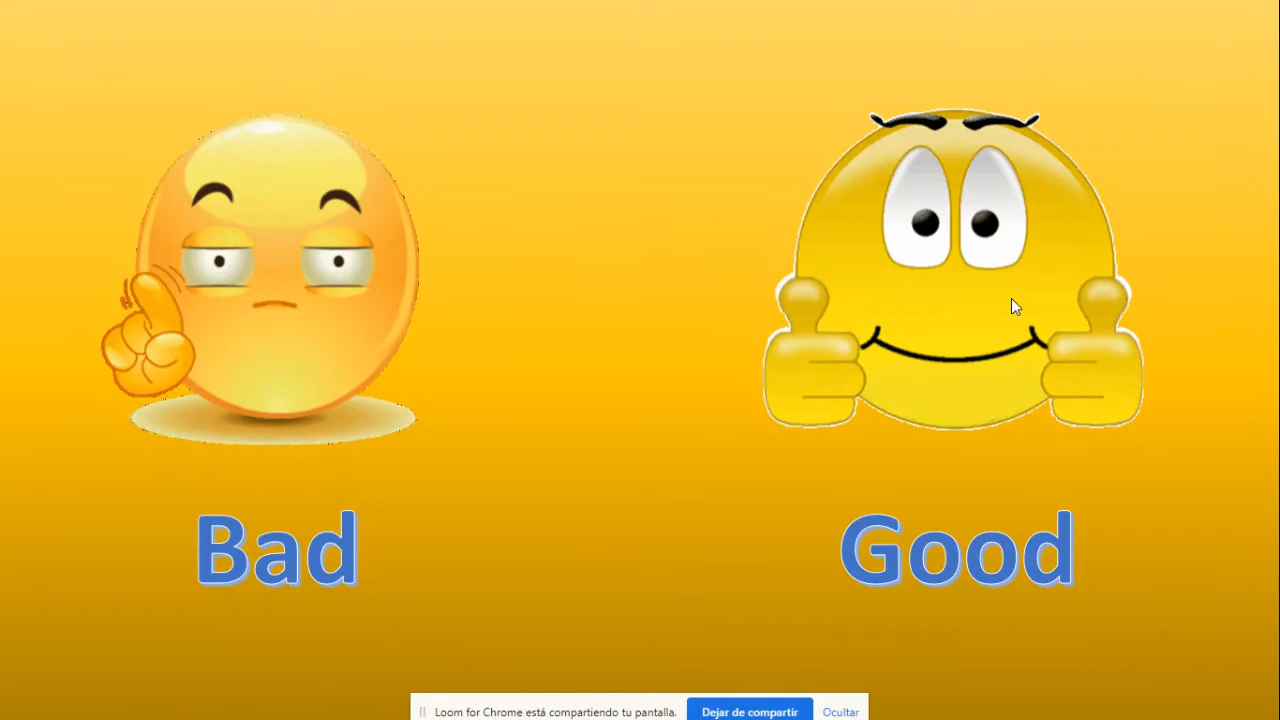 Bad
Good
Loom for Chrome está compartiendo tu pantalla.
Dejar de compartir
Ocultar